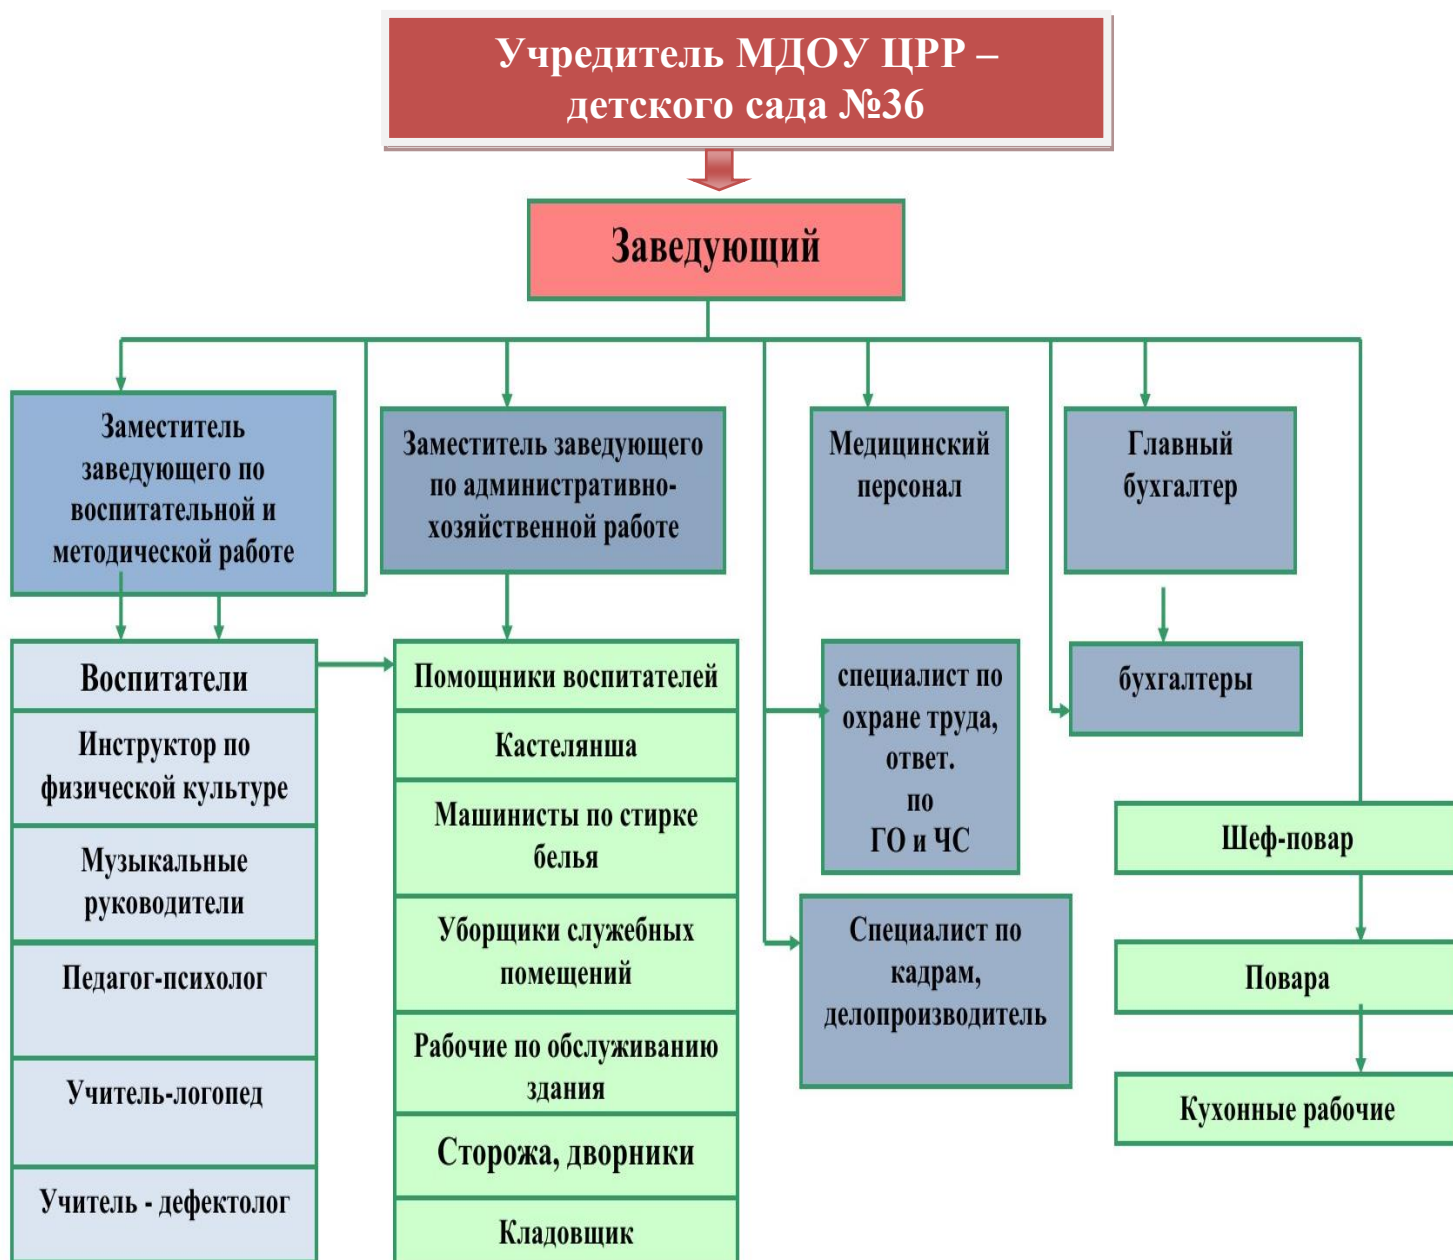 Учредитель МДОУ ЦРР –
детского сада №36
Заведующий
Заместитель
заведующего по
воспитательной и
методической работе
Заместитель заведующего
по административно-
хозяйственной работе
Медицинский
персонал
Главный
бухгалтер
Воспитатели
Инструктор по
физической культуре
Музыкальные
руководители
Педагог-психолог
Учитель-логопед
Учитель - дефектолог
Помощники воспитателей
Кастелянша
Машинисты по стирке
белья
Уборщики служебных
помещений
Рабочие по обслуживанию
здания
Сторожа, дворники
Кладовщик
специалист по
охране труда,
ответ.
по
ГО и ЧС
Специалист по
кадрам,
делопроизводитель
бухгалтеры
Шеф-повар
Повара
Кухонные рабочие